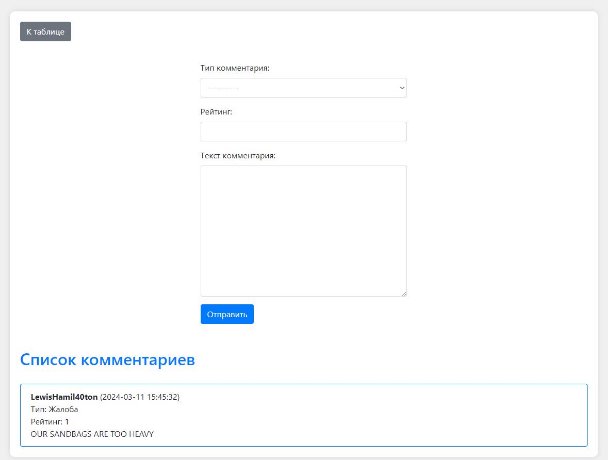 К таблице
Тип комментария:
---------
Рейтинг:
Текст комментария:
Отправить
Список комментариев
LewisHamil40ton (2024-03-11 15:45:32)
Тип: Жалоба
Рейтинг: 1
OUR SANDBAGS ARE TOO HEAVY